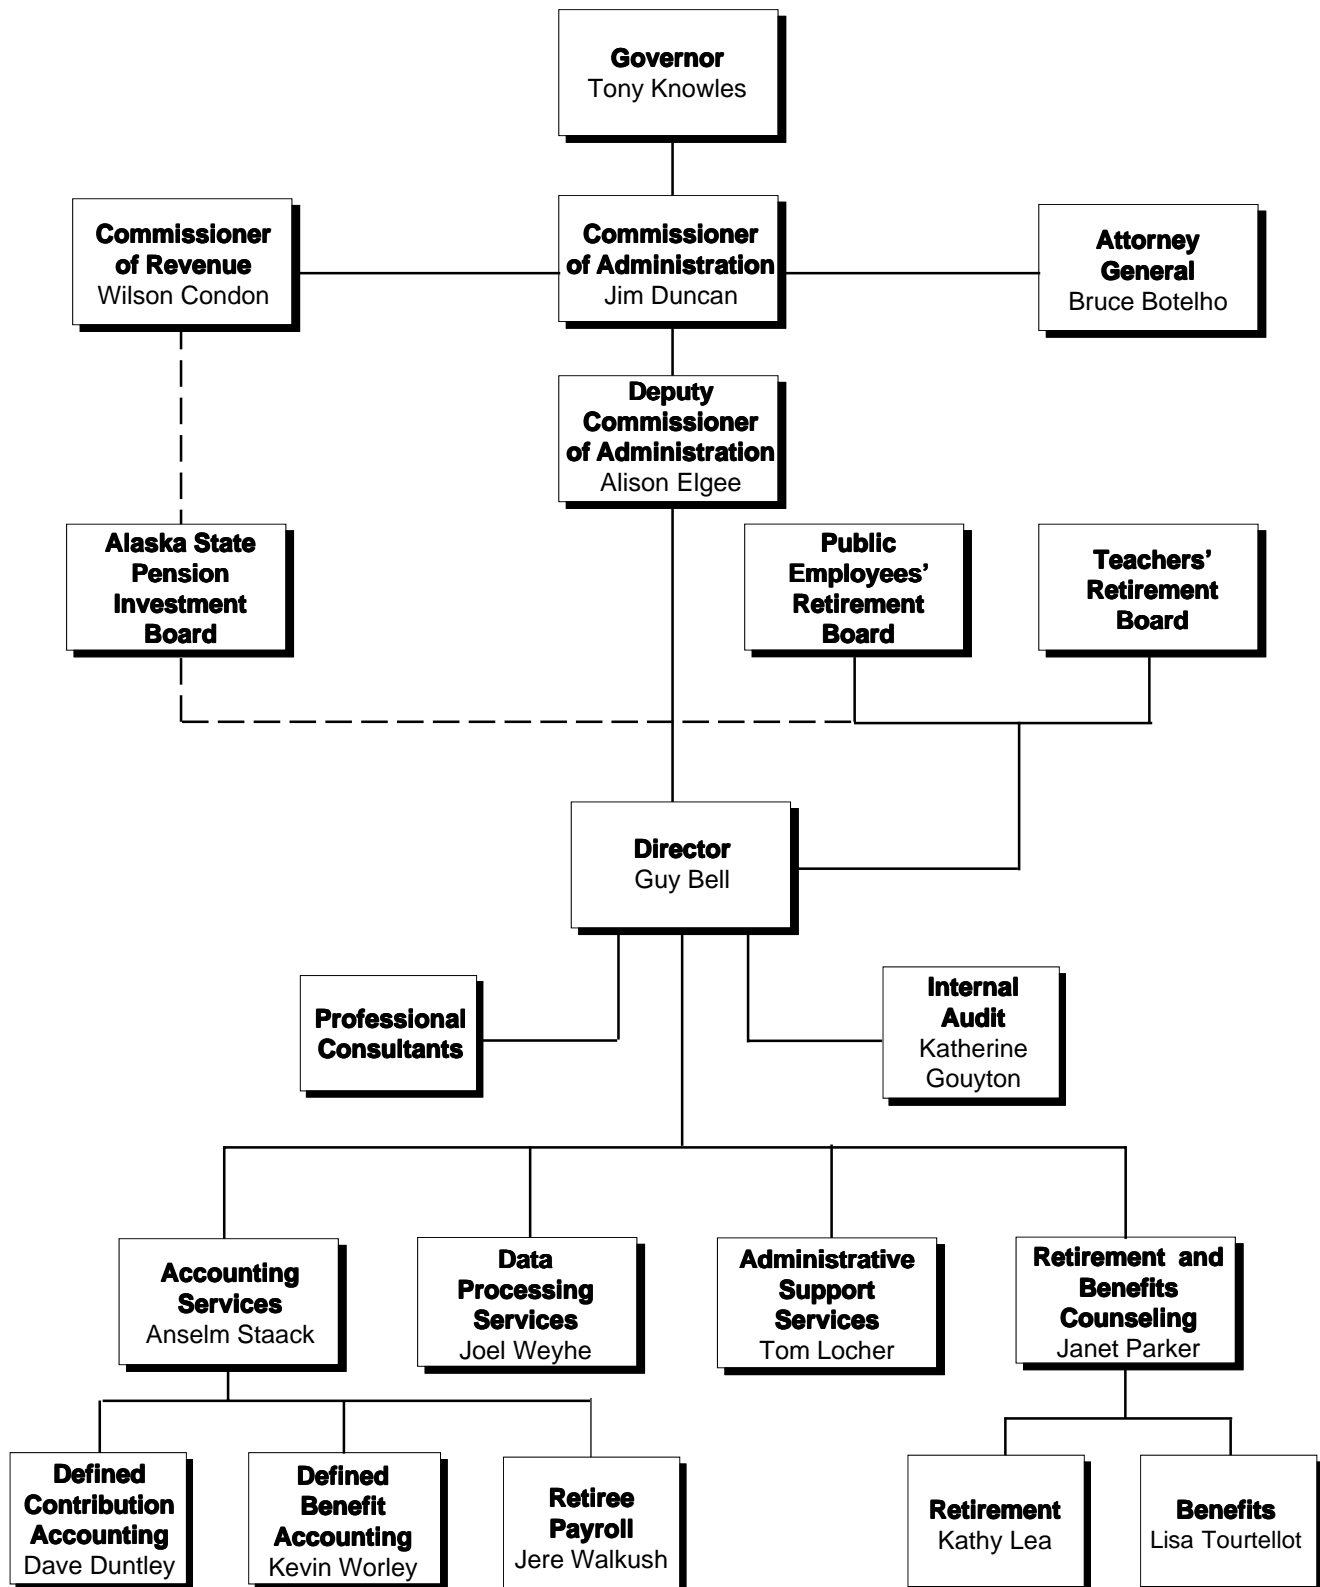 Governor
Tony Knowles
Commissioner
of Revenue
Wilson Condon
Commissioner
of Administration
Jim Duncan
Attorney
General
Bruce Botelho
Deputy
Commissioner
of Administration
Alison Elgee
Alaska State
Pension
Investment
Board
Public
Employees'
Retirement
Board
Teachers'
Retirement
Board
Director
Guy Bell
Professional
Consultants
Internal
Audit
Katherine
Gouyton
Accounting
Services
Anselm Staack
Data
Processing
Services
Joel Weyhe
Administrative
Support
Services
Tom Locher
Retirement and
Benefits
Counseling
Janet Parker
Defined
Contribution
Accounting
Dave Duntley
Defined
Benefit
Accounting
Kevin Worley
Retiree
Payroll
Jere Walkush
Retirement
Kathy Lea
Benefits
Lisa Tourtellot